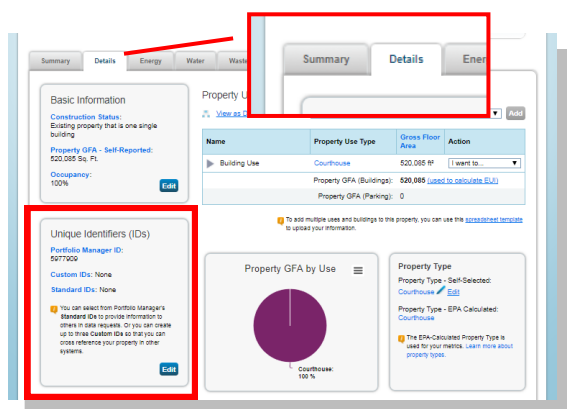 Summary Details Energy Water Waste
Summary Details Ener
Basic Information
Construction Status:
Existing property that is one single
building
Property GFA - Self-Reported:
520,085 Sq. Ft.
Occupancy:
100%
Edit
Unique Identifiers (IDs)
Portfolio Manager ID:
5977909
Custom IDs: None
Standard IDs: None
You can select from Portfolio Manager's
Standard IDs to provide information to
others in data requests. Or you can create
up to three Custom IDs so that you can
cross reference your property in other
systems.
Edit
Property U
View as D
Add
Name Property Use Type Gross Floor
Area Action
Building Use Courthouse 520,085 ft² I want to...
Property GFA (Buildings): 520,085 (used to calculate EUI)
Property GFA (Parking): 0
To add multiple uses and buildings to this property, you can use this spreadsheet template
to upload your information.
Property GFA by Use
Courthouse:
100 %
Property Type
Property Type - Self-Selected:
Courthouse Edit
Property Type - EPA Calculated:
Courthouse
The EPA-Calculated Property Type is
used for your metrics. Learn more about
property types.